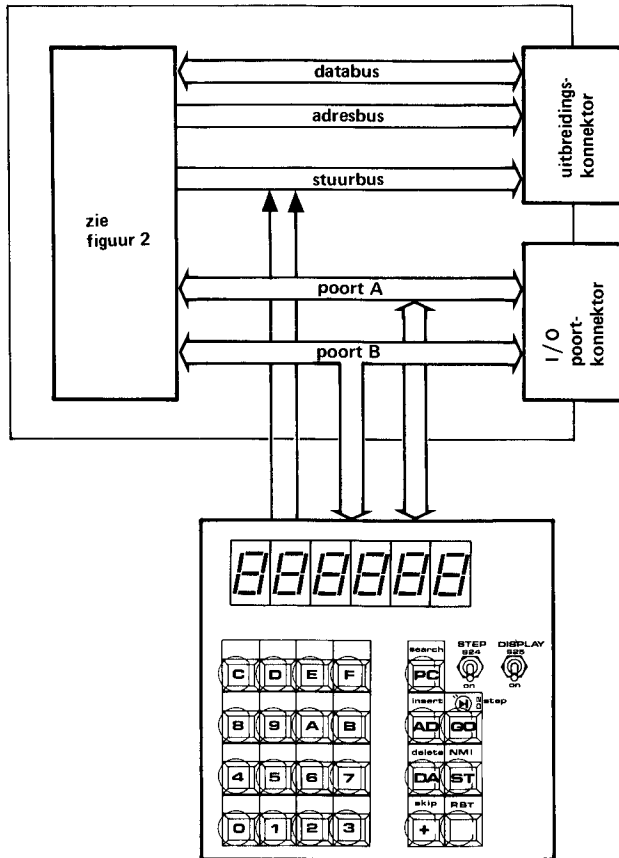 databus
adresbus
stuurbus
uitbreidings-
konnektor
zie
figuur 2
poort A
poort B
I/O
poort-
konnektor
search
STEP
S24
DISPLAY
S25
on
on
C D E F
PC
insert
step
8 9 A B
AD GO
delete NMI
4 5 6 7
DA ST
skip RST
0 1 2 3
+